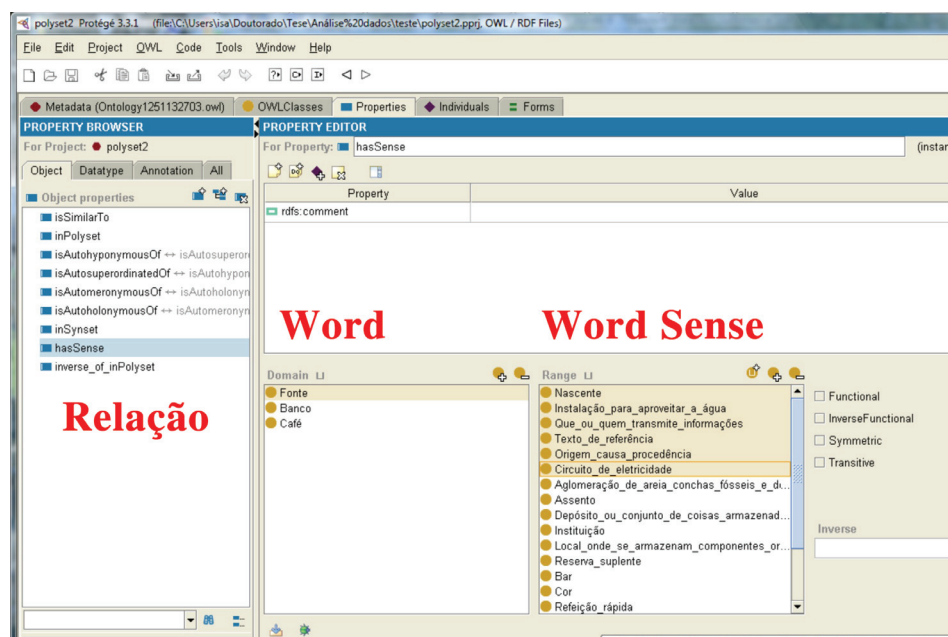 polyset2 Protégé 3.3.1 (file:\C:\Users\isa\Doutorado\Tese\Análise%20dados\teste\polyset2.pprj, OWL / RDF Files)
File Edit Project OWL Code Tools Window Help
Metadata (Ontology1251132703.owl) OWLClasses Properties Individuals Forms
PROPERTY BROWSER
For Project: polyset2
Object Datatype Annotation All
Object properties
isSimilarTo
inPolyset
isAutohyponymousOf ↔ isAutosuperor
isAutosuperordinatedOf ↔ isAutohypon
isAutomeronymousOf ↔ isAutoholonyn
isAutoholonymousOf ↔ isAutomeronyn
inSynset
hasSense
inverse_of_inPolyset
Relação
PROPERTY EDITOR
For Property: hasSense (instan
Property Value
rdfs:comment
Word Word Sense
Domain ⊔
Fonte
Banco
Café
Range ⊔
Nascente
Instalação_para_aproveitar_a_água
Que_ou_quem_transmite_informações
Texto_de_referência
Origem_causa_procedência
Circuito_de_eletricidade
Aglomeração_de_areia_conchas_fósseis_e_d...
Assento
Depósito_ou_conjunto_de_coisas_armazenad...
Instituição
Local_onde_se_armazenam_componentes_or...
Reserva_suplente
Bar
Cor
Refeição_rápida
Functional
InverseFunctional
Symmetric
Transitive
Inverse